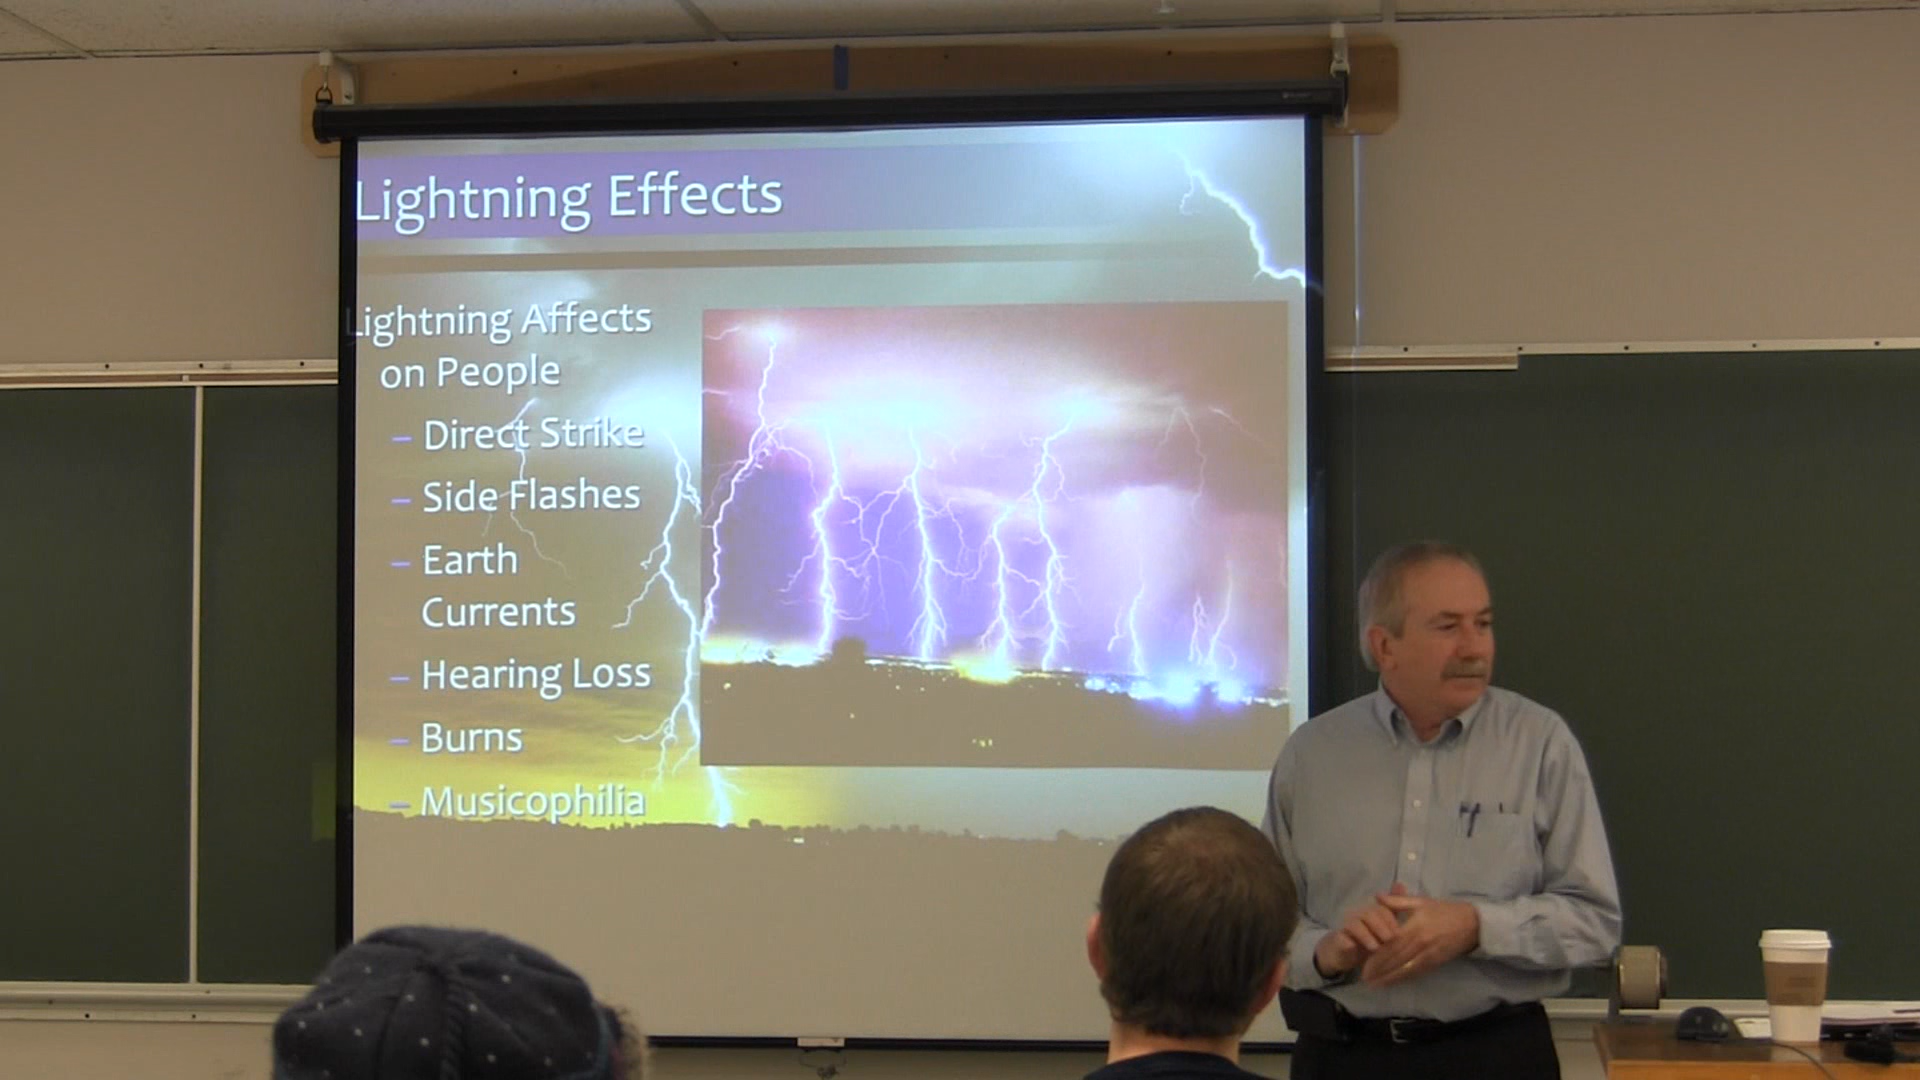 Lightning Effects
Lightning Affects
on People
– Direct Strike
– Side Flashes
– Earth
Currents
– Hearing Loss
– Burns
– Musicophilia